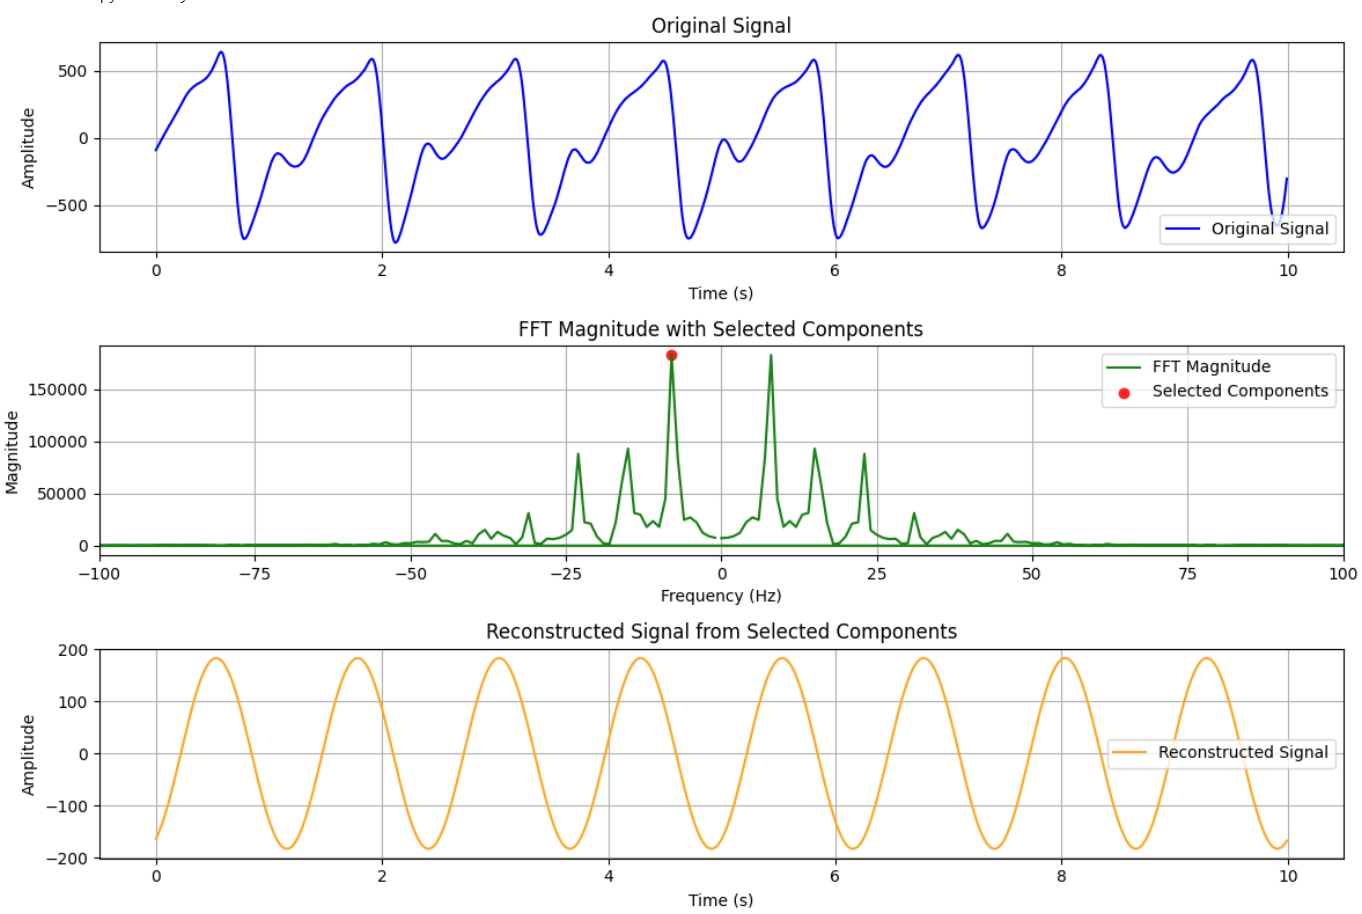 Original Signal
500
0
−500
Amplitude
Original Signal
0 2 4 6 8 10
Time (s)
FFT Magnitude with Selected Components
150000
100000
50000
0
Magnitude
FFT Magnitude
Selected Components
−100 −75 −50 −25 0 25 50 75 100
Frequency (Hz)
Reconstructed Signal from Selected Components
200
100
0
−100
−200
Amplitude
Reconstructed Signal
0 2 4 6 8 10
Time (s)